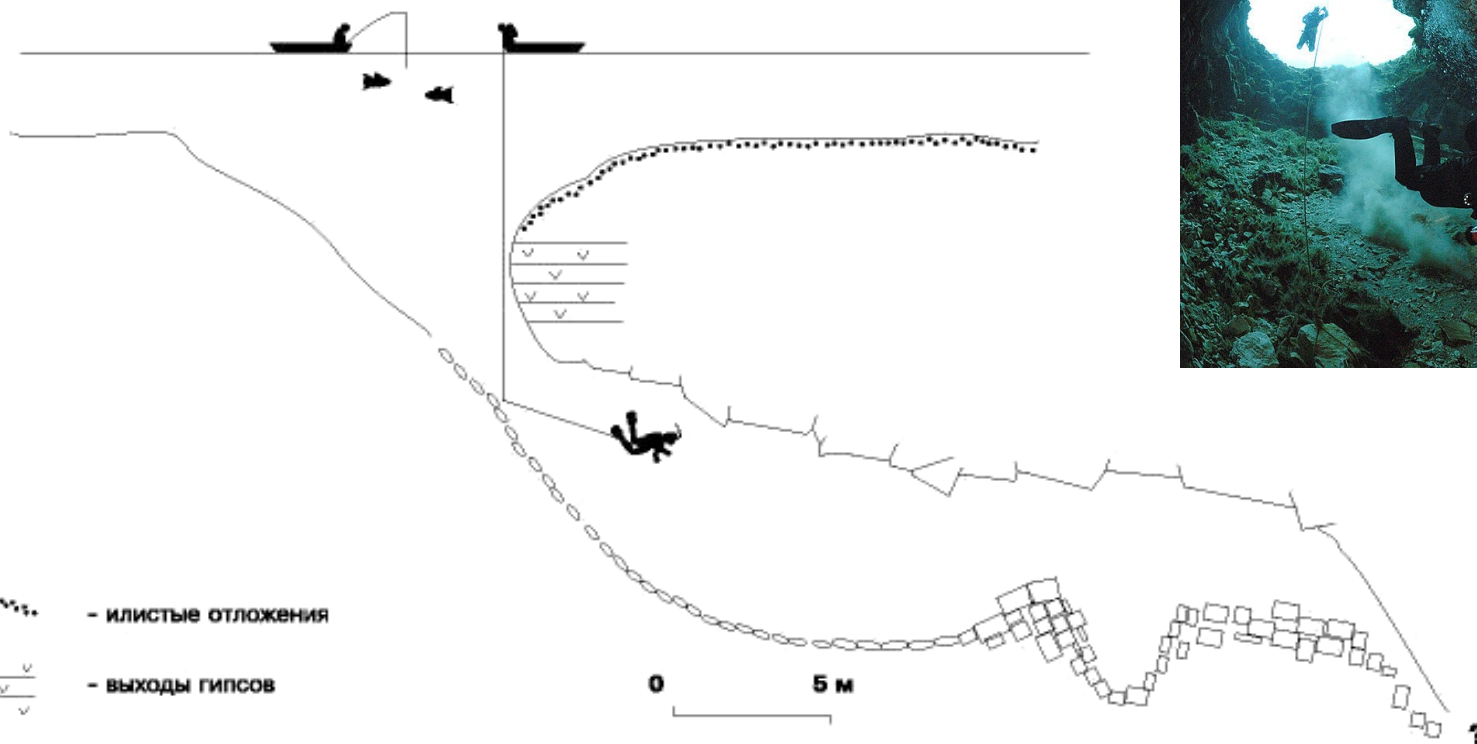 - илистые отложения
- выходы гипсов
0 5 м
?